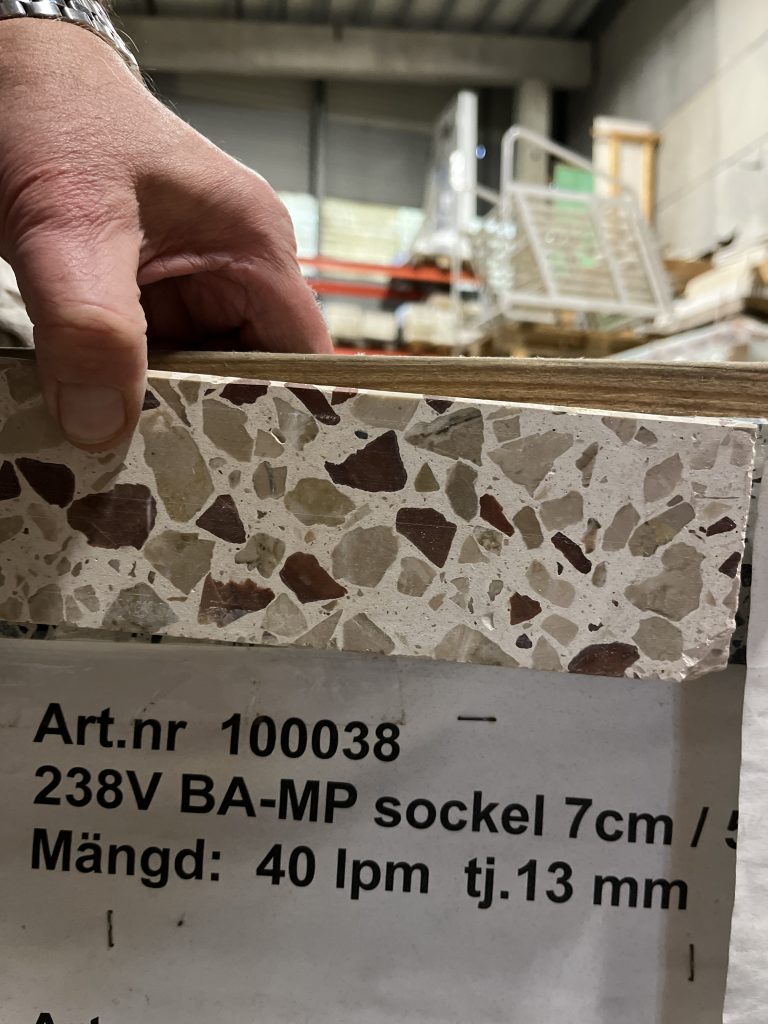 Art.nr 100038
238V BA-MP sockel 7cm /
Mängd: 40 lpm tj.13 mm